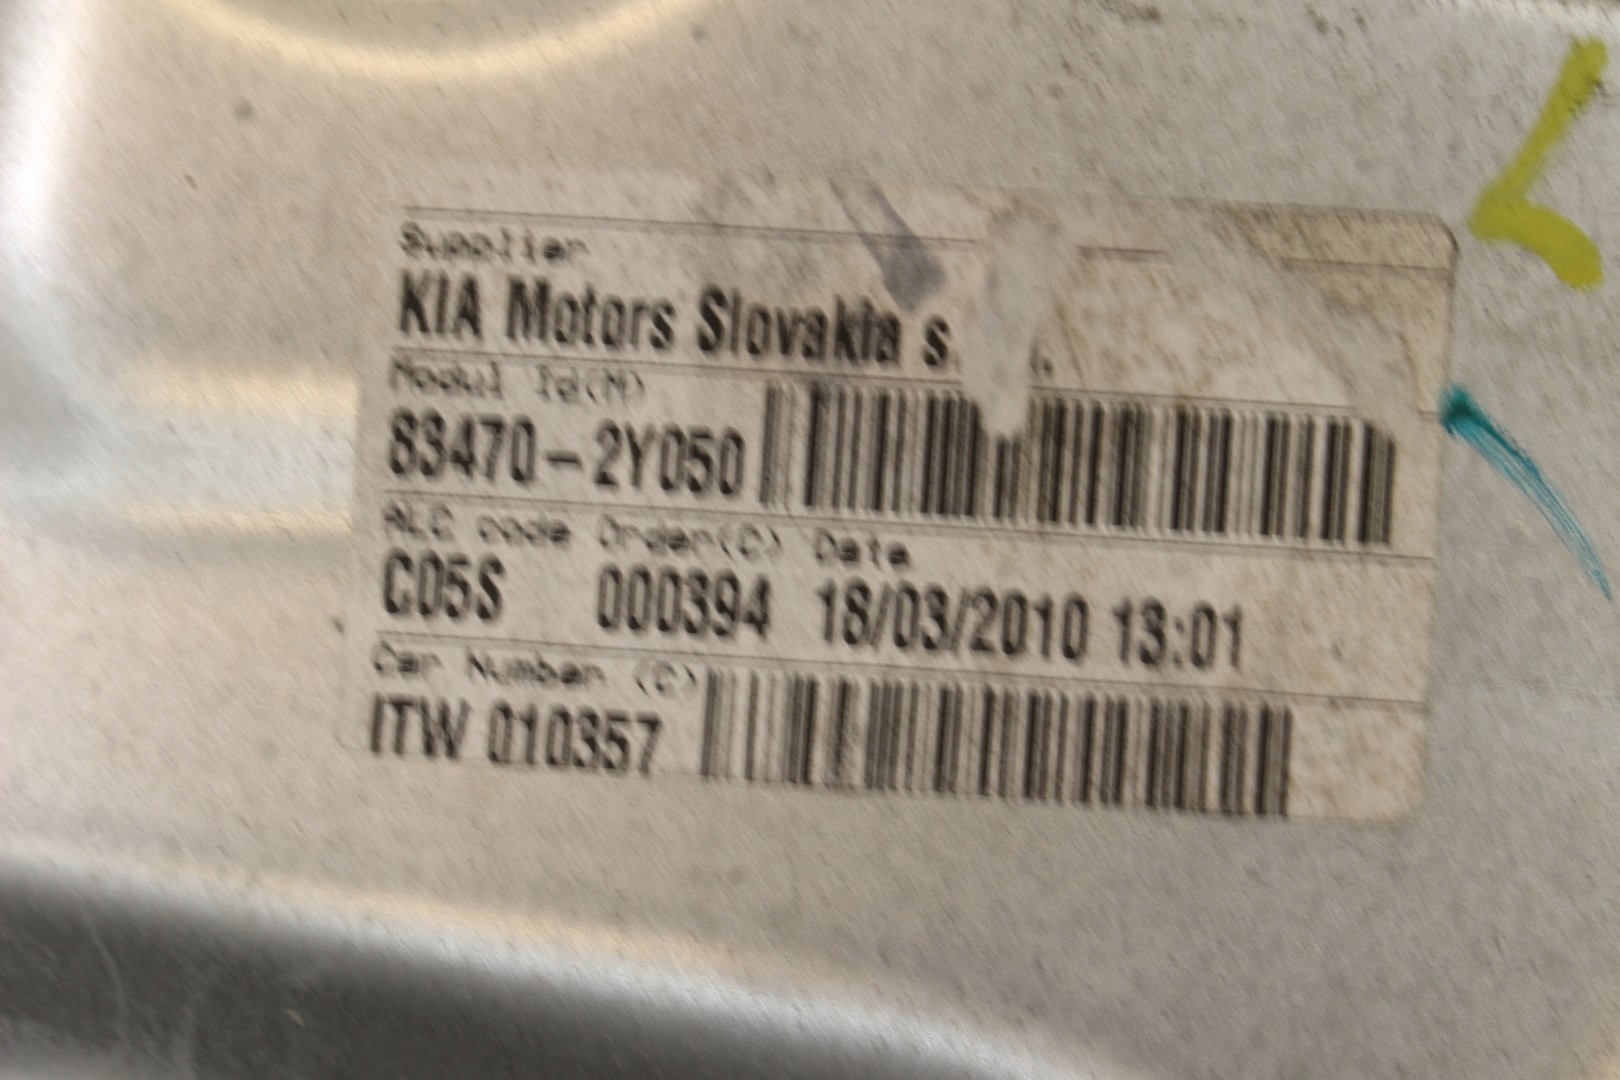 Supplier
KIA Motors Slovakia s.
Modul Id(M)
83470-2Y050
ALC code Order(C) Date
C05S 000394 18/03/2010 13:01
Car Number (C)
ITW 010357